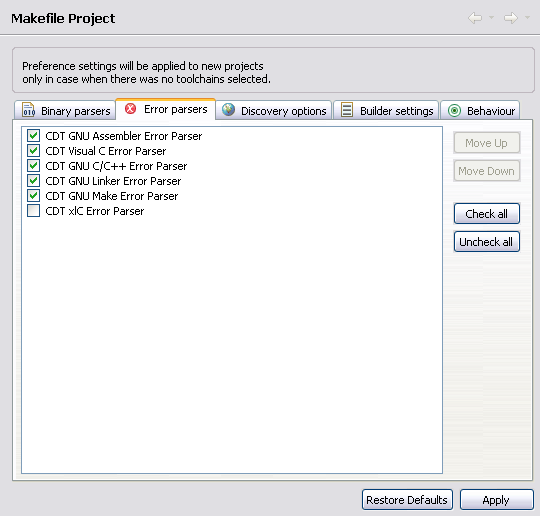 Makefile Project
Preference settings will be applied to new projects
only in case when there was no toolchains selected.
Binary parsers
Error parsers
Discovery options
Builder settings
Behaviour
CDT GNU Assembler Error Parser
CDT Visual C Error Parser
CDT GNU C/C++ Error Parser
CDT GNU Linker Error Parser
CDT GNU Make Error Parser
CDT xlC Error Parser
Move Up
Move Down
Check all
Uncheck all
Restore Defaults
Apply